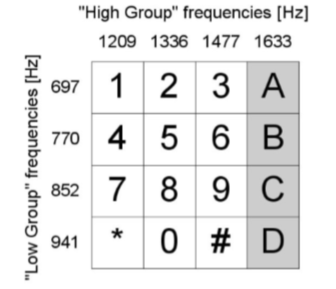 "High Group" frequencies [Hz]
1209 1336 1477 1633
"Low Group" frequencies [Hz]
697 1 2 3 A
770 4 5 6 B
852 7 8 9 C
941 * 0 # D